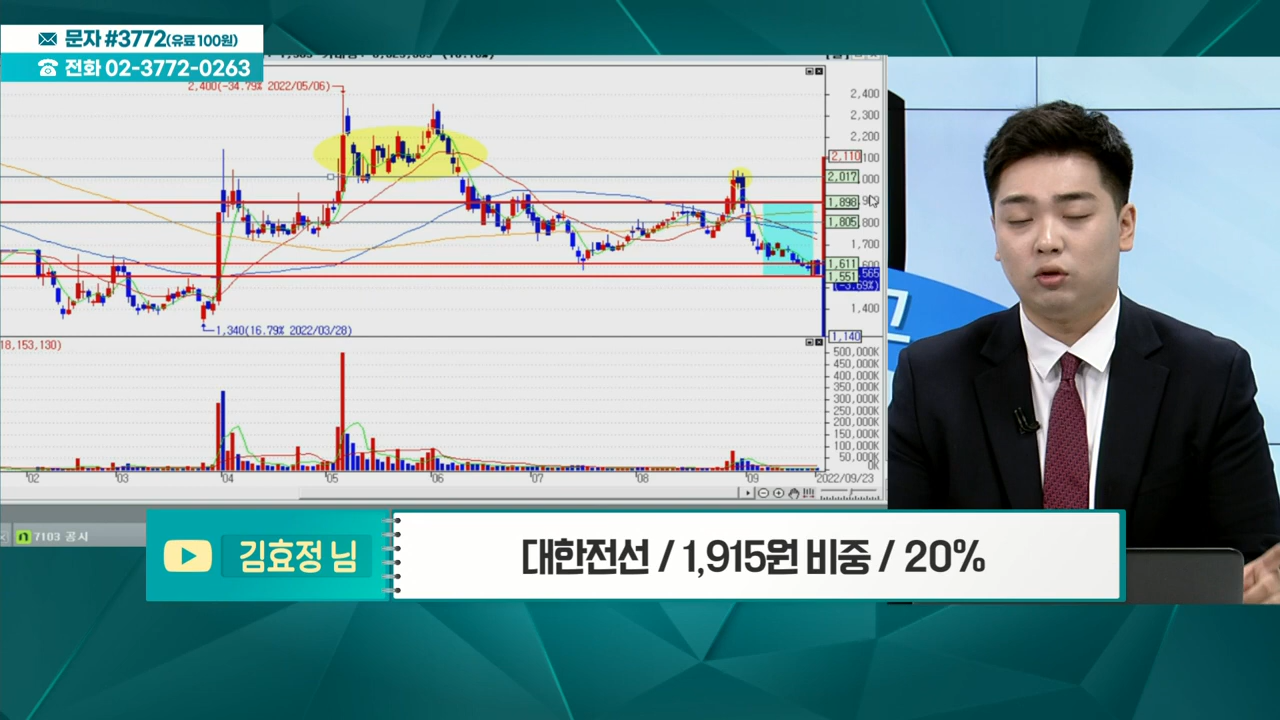 문자 #3772(유료 100원)
전화 02-3772-0263
2,400(-34.79% 2022/05/06)
2,400
2,300
2,200
2,110
2,017
1,898
1,805
1,700
1,611
1,551
(-3.69%)
1,400
1,340(16.79% 2022/03/28)
1,140
18,153,130)
500,000K
450,000K
400,000K
350,000K
300,000K
250,000K
200,000K
150,000K
100,000K
50,000K
0K
'02 '03 '04 '05 '06 '07 '08 '09 2022/09/23
7103 공시
김효정 님
대한전선 / 1,915원 비중 / 20%